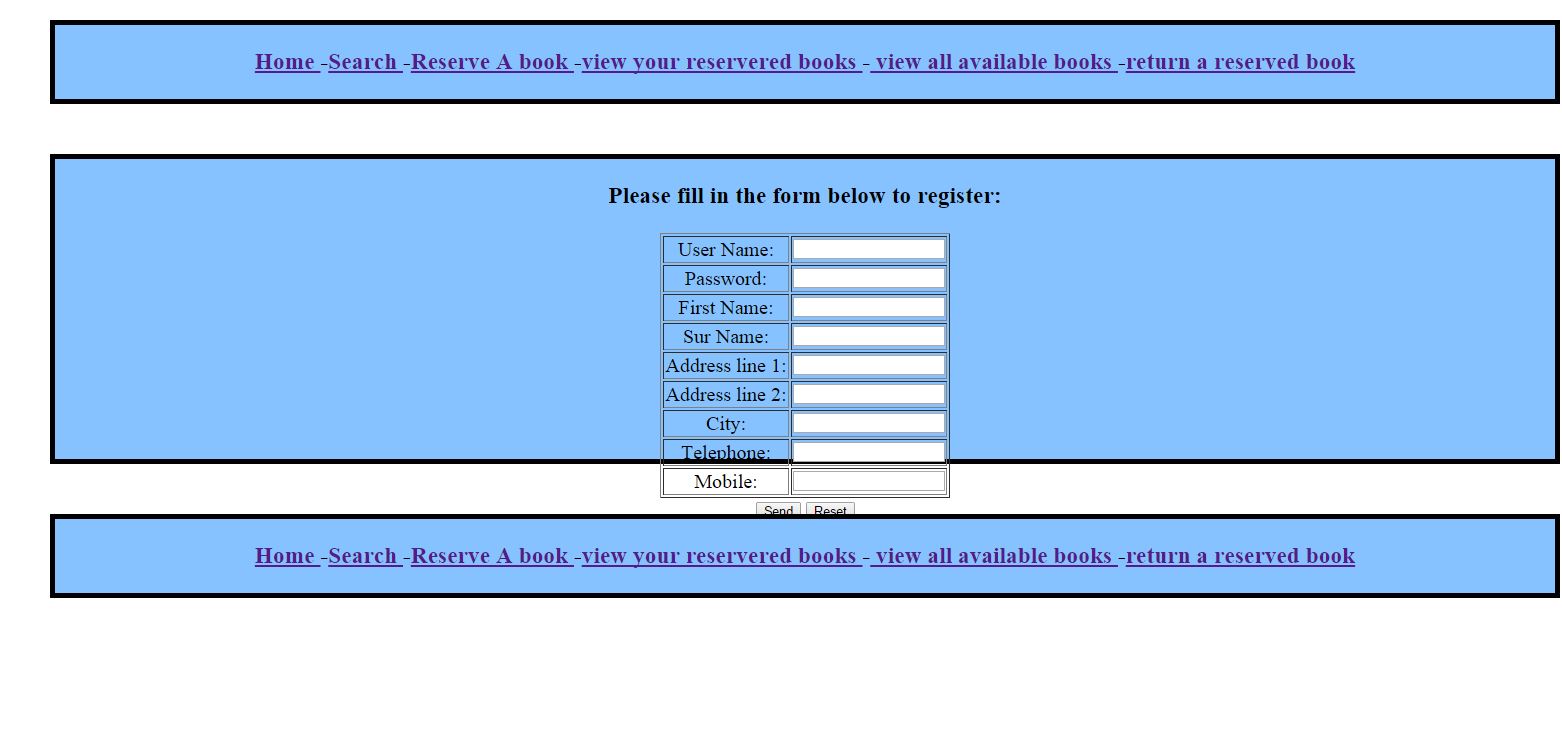 Home -Search -Reserve A book -view your reservered books - view all available books -return a reserved book
Please fill in the form below to register:
User Name:
Password:
First Name:
Sur Name:
Address line 1:
Address line 2:
City:
Telephone:
Mobile:
Send Reset
Home -Search -Reserve A book -view your reservered books - view all available books -return a reserved book